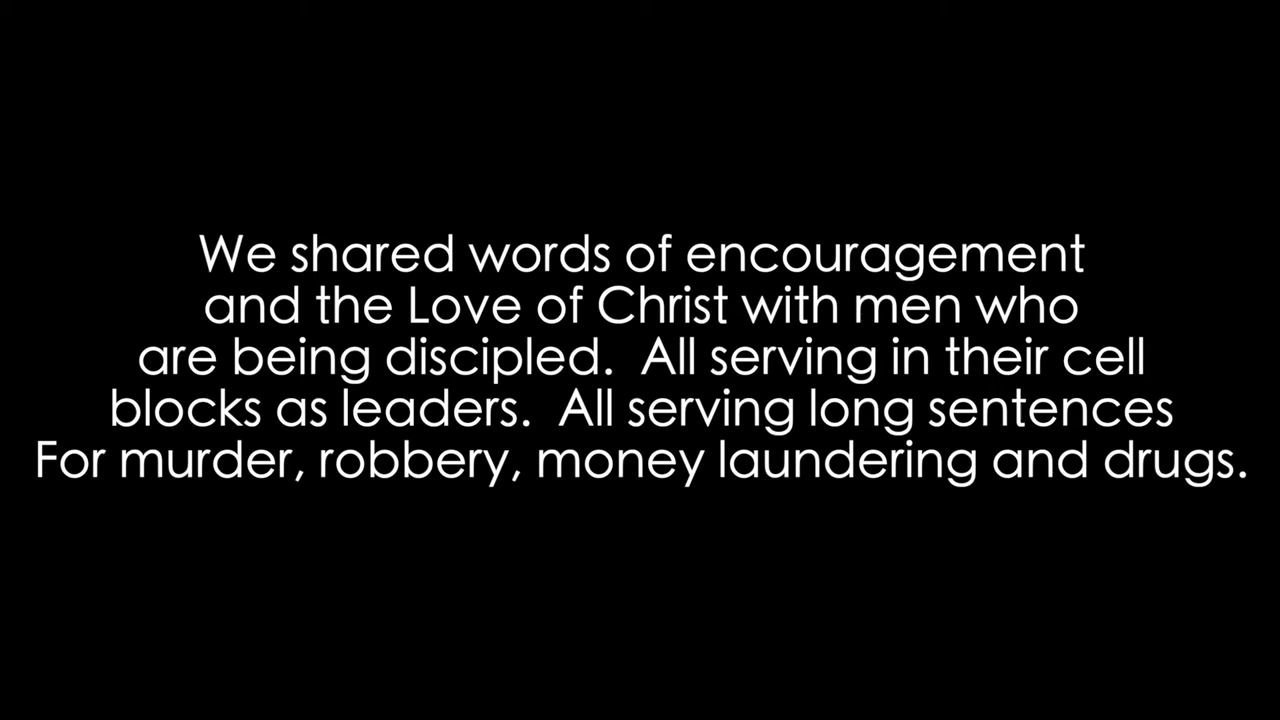 We shared words of encouragement
and the Love of Christ with men who
are being discipled.  All serving in their cell
blocks as leaders.  All serving long sentences
For murder, robbery, money laundering and drugs.